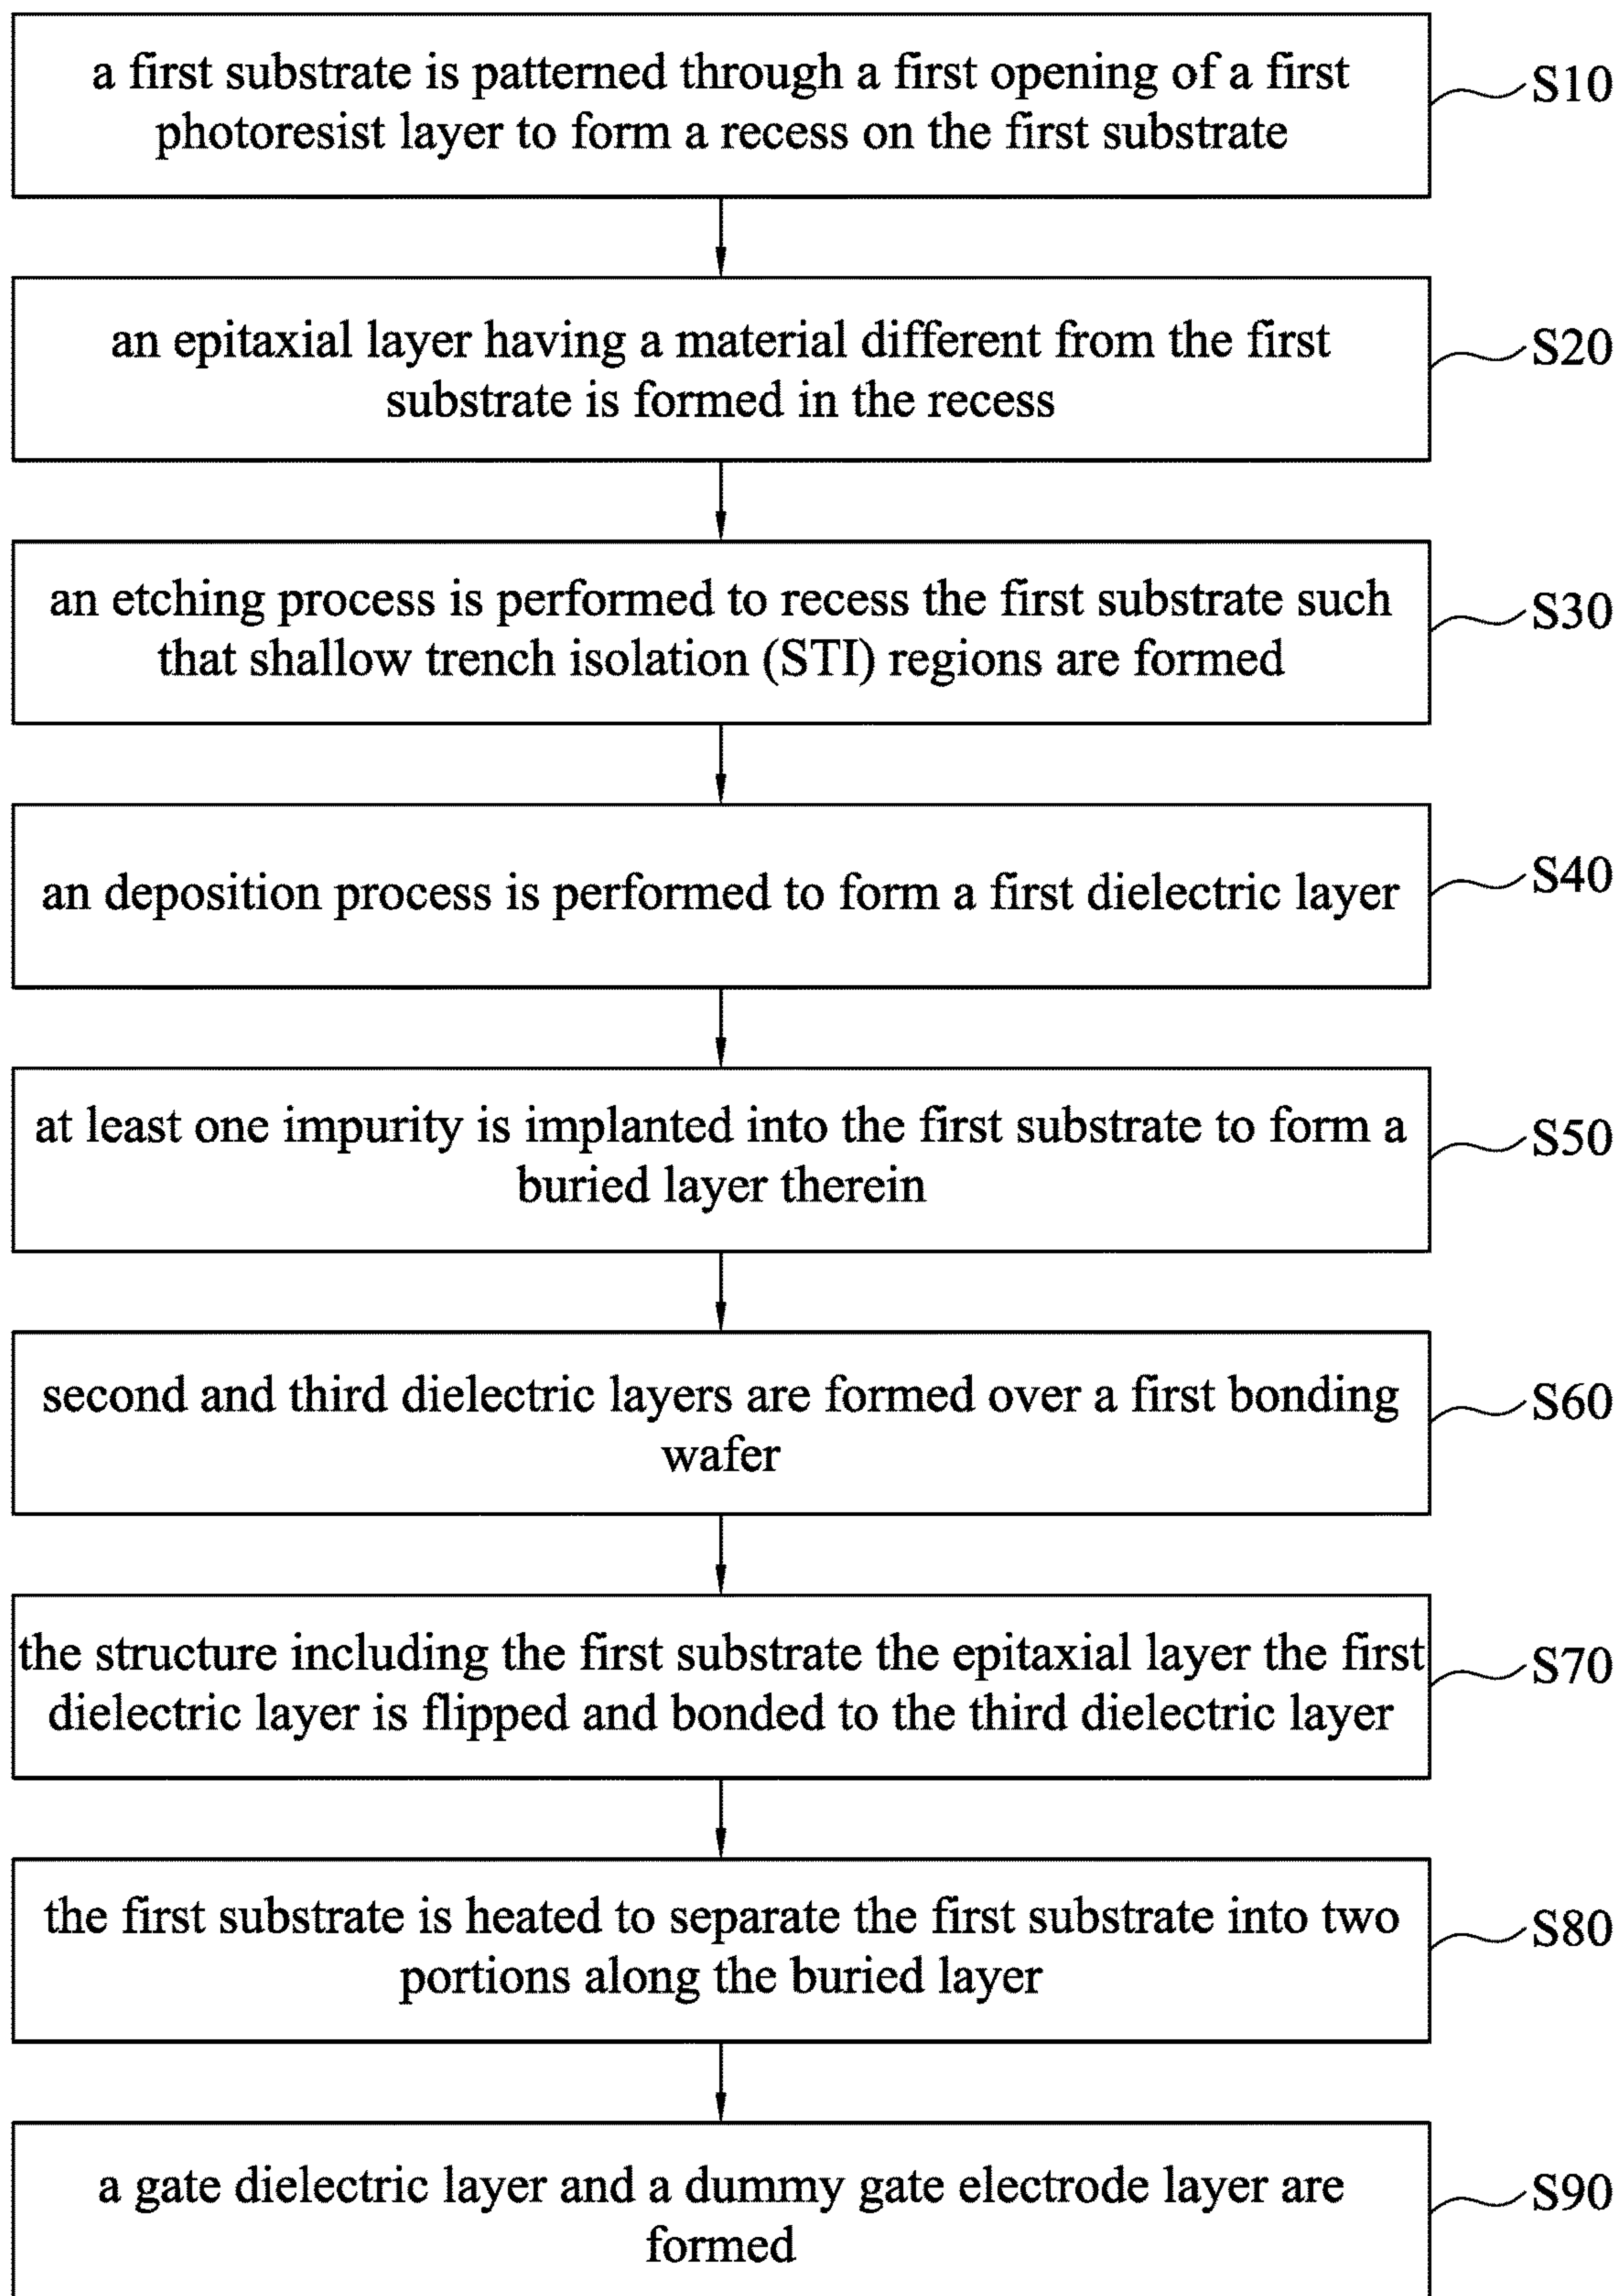 a first substrate is patterned through a first opening of a first
photoresist layer to form a recess on the first substrate
S10
an epitaxial layer having a material different from the first
substrate is formed in the recess
S20
an etching process is performed to recess the first substrate such
that shallow trench isolation (STI) regions are formed
S30
an deposition process is performed to form a first dielectric layer
S40
at least one impurity is implanted into the first substrate to form a
buried layer therein
S50
second and third dielectric layers are formed over a first bonding
wafer
S60
the structure including the first substrate the epitaxial layer the first
dielectric layer is flipped and bonded to the third dielectric layer
S70
the first substrate is heated to separate the first substrate into two
portions along the buried layer
S80
a gate dielectric layer and a dummy gate electrode layer are
formed
S90